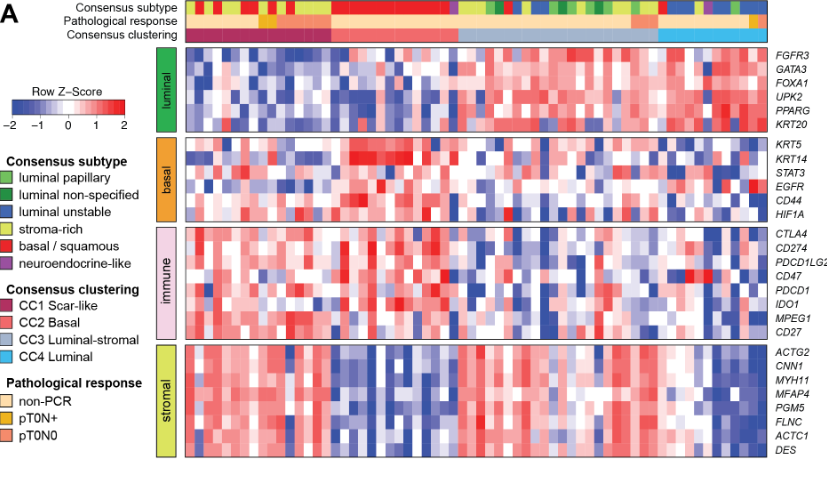 A
Consensus subtype
Pathological response
Consensus clustering
Row Z-Score
−2 −1 0 1 2
Consensus subtype
luminal papillary
luminal non-specified
luminal unstable
stroma-rich
basal / squamous
neuroendocrine-like
Consensus clustering
CC1 Scar-like
CC2 Basal
CC3 Luminal-stromal
CC4 Luminal
Pathological response
non-PCR
pT0N+
pT0N0
luminal
FGFR3
GATA3
FOXA1
UPK2
PPARG
KRT20
basal
KRT5
KRT14
STAT3
EGFR
CD44
HIF1A
immune
CTLA4
CD274
PDCD1LG2
CD47
PDCD1
IDO1
MPEG1
CD27
stromal
ACTG2
CNN1
MYH11
MFAP4
PGM5
FLNC
ACTC1
DES